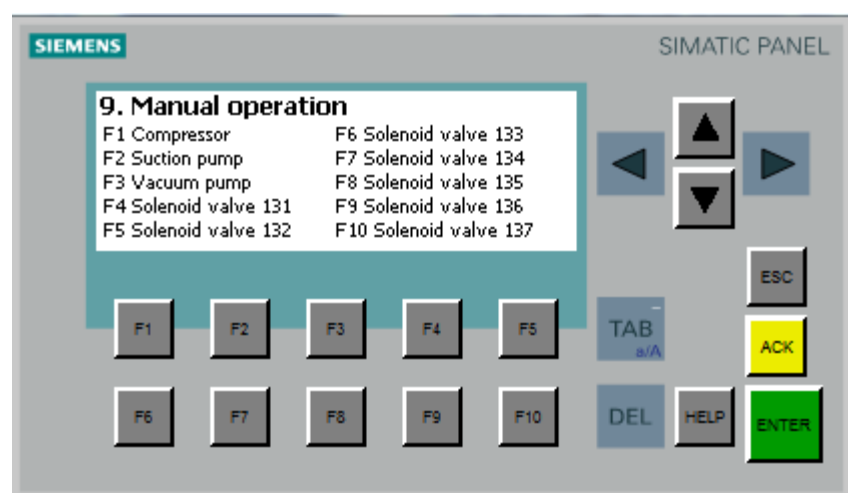 SIEMENS
SIMATIC PANEL
9. Manual operation
F1 Compressor
F2 Suction pump
F3 Vacuum pump
F4 Solenoid valve 131
F5 Solenoid valve 132
F6 Solenoid valve 133
F7 Solenoid valve 134
F8 Solenoid valve 135
F9 Solenoid valve 136
F10 Solenoid valve 137
ESC
F1 F2 F3 F4 F5
TAB
a/A
ACK
F6 F7 F8 F9 F10
DEL
HELP
ENTER